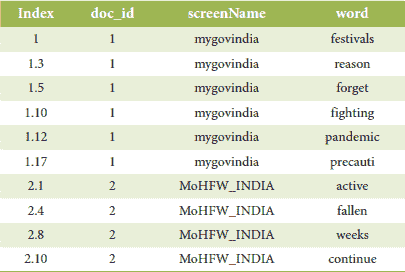 Index doc_id screenName word
1 1 mygovindia festivals
1.3 1 mygovindia reason
1.5 1 mygovindia forget
1.10 1 mygovindia fighting
1.12 1 mygovindia pandemic
1.17 1 mygovindia precauti
2.1 2 MoHFW_INDIA active
2.4 2 MoHFW_INDIA fallen
2.8 2 MoHFW_INDIA weeks
2.10 2 MoHFW_INDIA continue